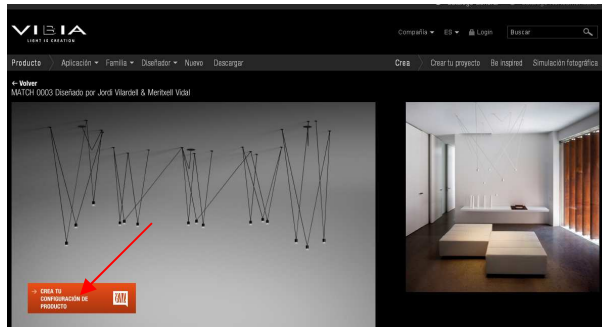 VIBIA
LIGHT IS CREATION
Compañía ES Login Buscar
Producto Aplicación Familia Diseñador Nuevo Descargar
Crea Crear tu proyecto Be inspired Simulación fotográfica
← Volver
MATCH 0003 Diseñado por Jordi Vilardell & Meritxell Vidal
→ CREA TU
CONFIGURACIÓN DE
PRODUCTO